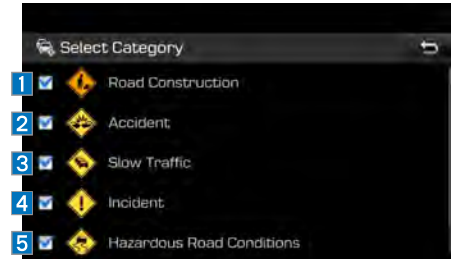 Select Category
1 Road Construction
2 Accident
3 Slow Traffic
4 Incident
5 Hazardous Road Conditions